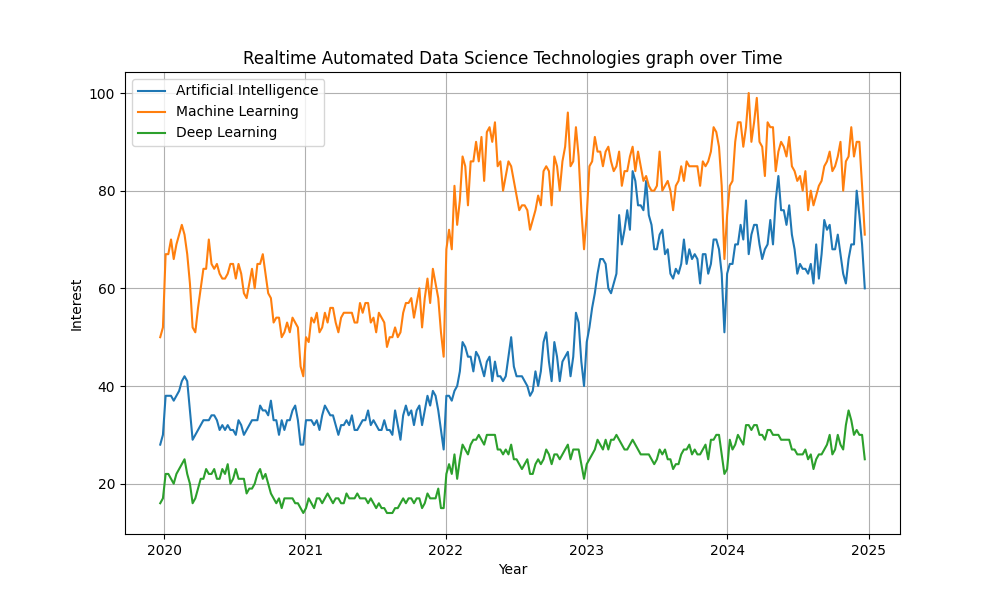 Realtime Automated Data Science Technologies graph over Time
Artificial Intelligence
Machine Learning
Deep Learning
100
80
60
40
20
Interest
2020 2021 2022 2023 2024 2025
Year